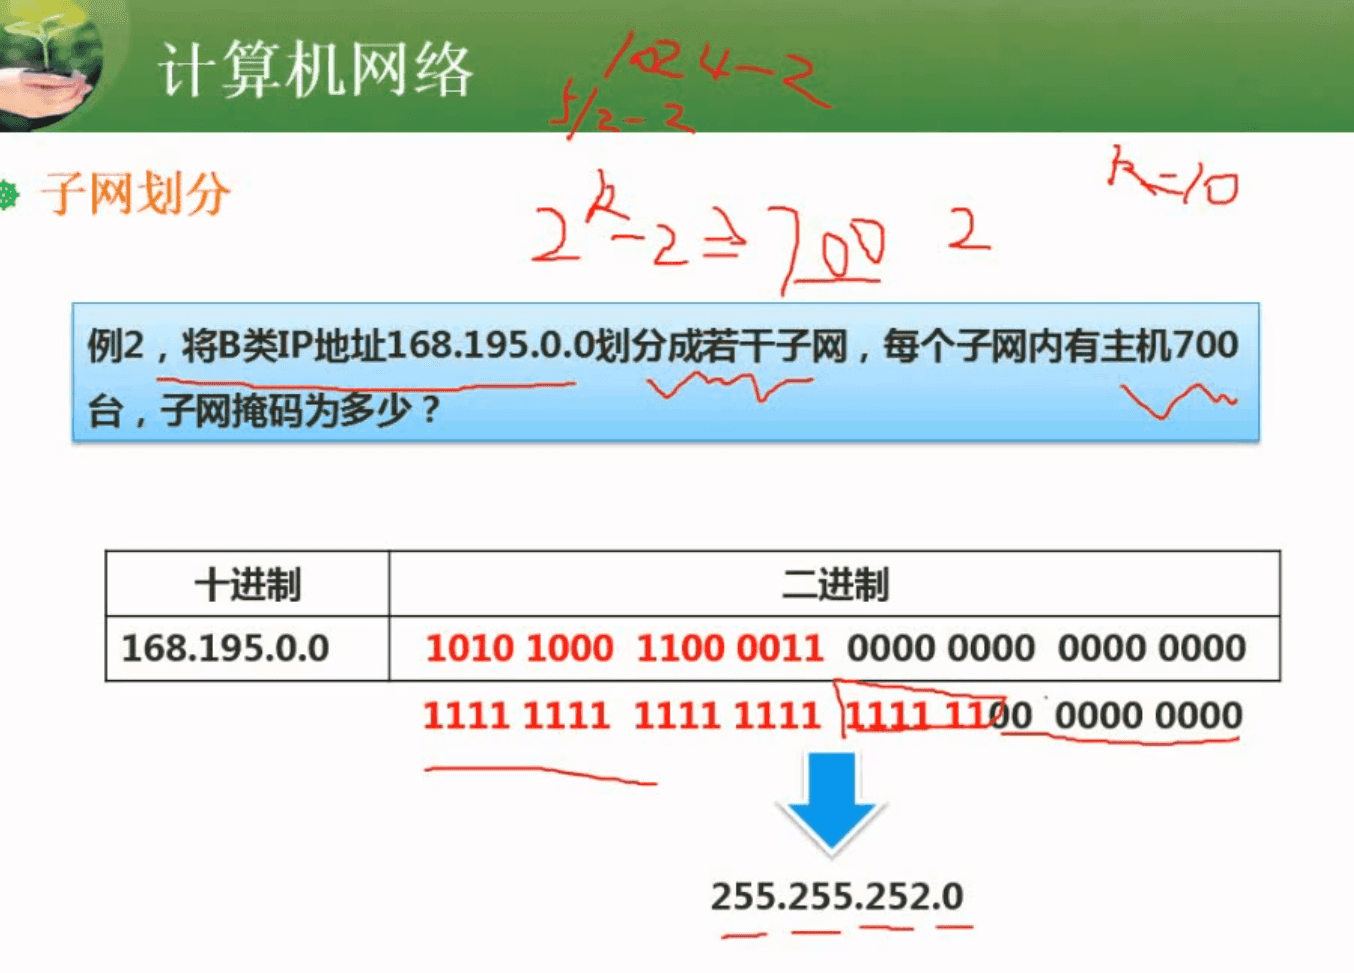 计算机网络
1024-2
512-2
子网划分
k=10
2^k-2=>700 2
例2，将B类IP地址168.195.0.0划分成若干子网，每个子网内有主机700
台，子网掩码为多少？
十进制 二进制
168.195.0.0 1010 1000 1100 0011 0000 0000 0000 0000
1111 1111 1111 1111 1111 1100 0000 0000
255.255.252.0